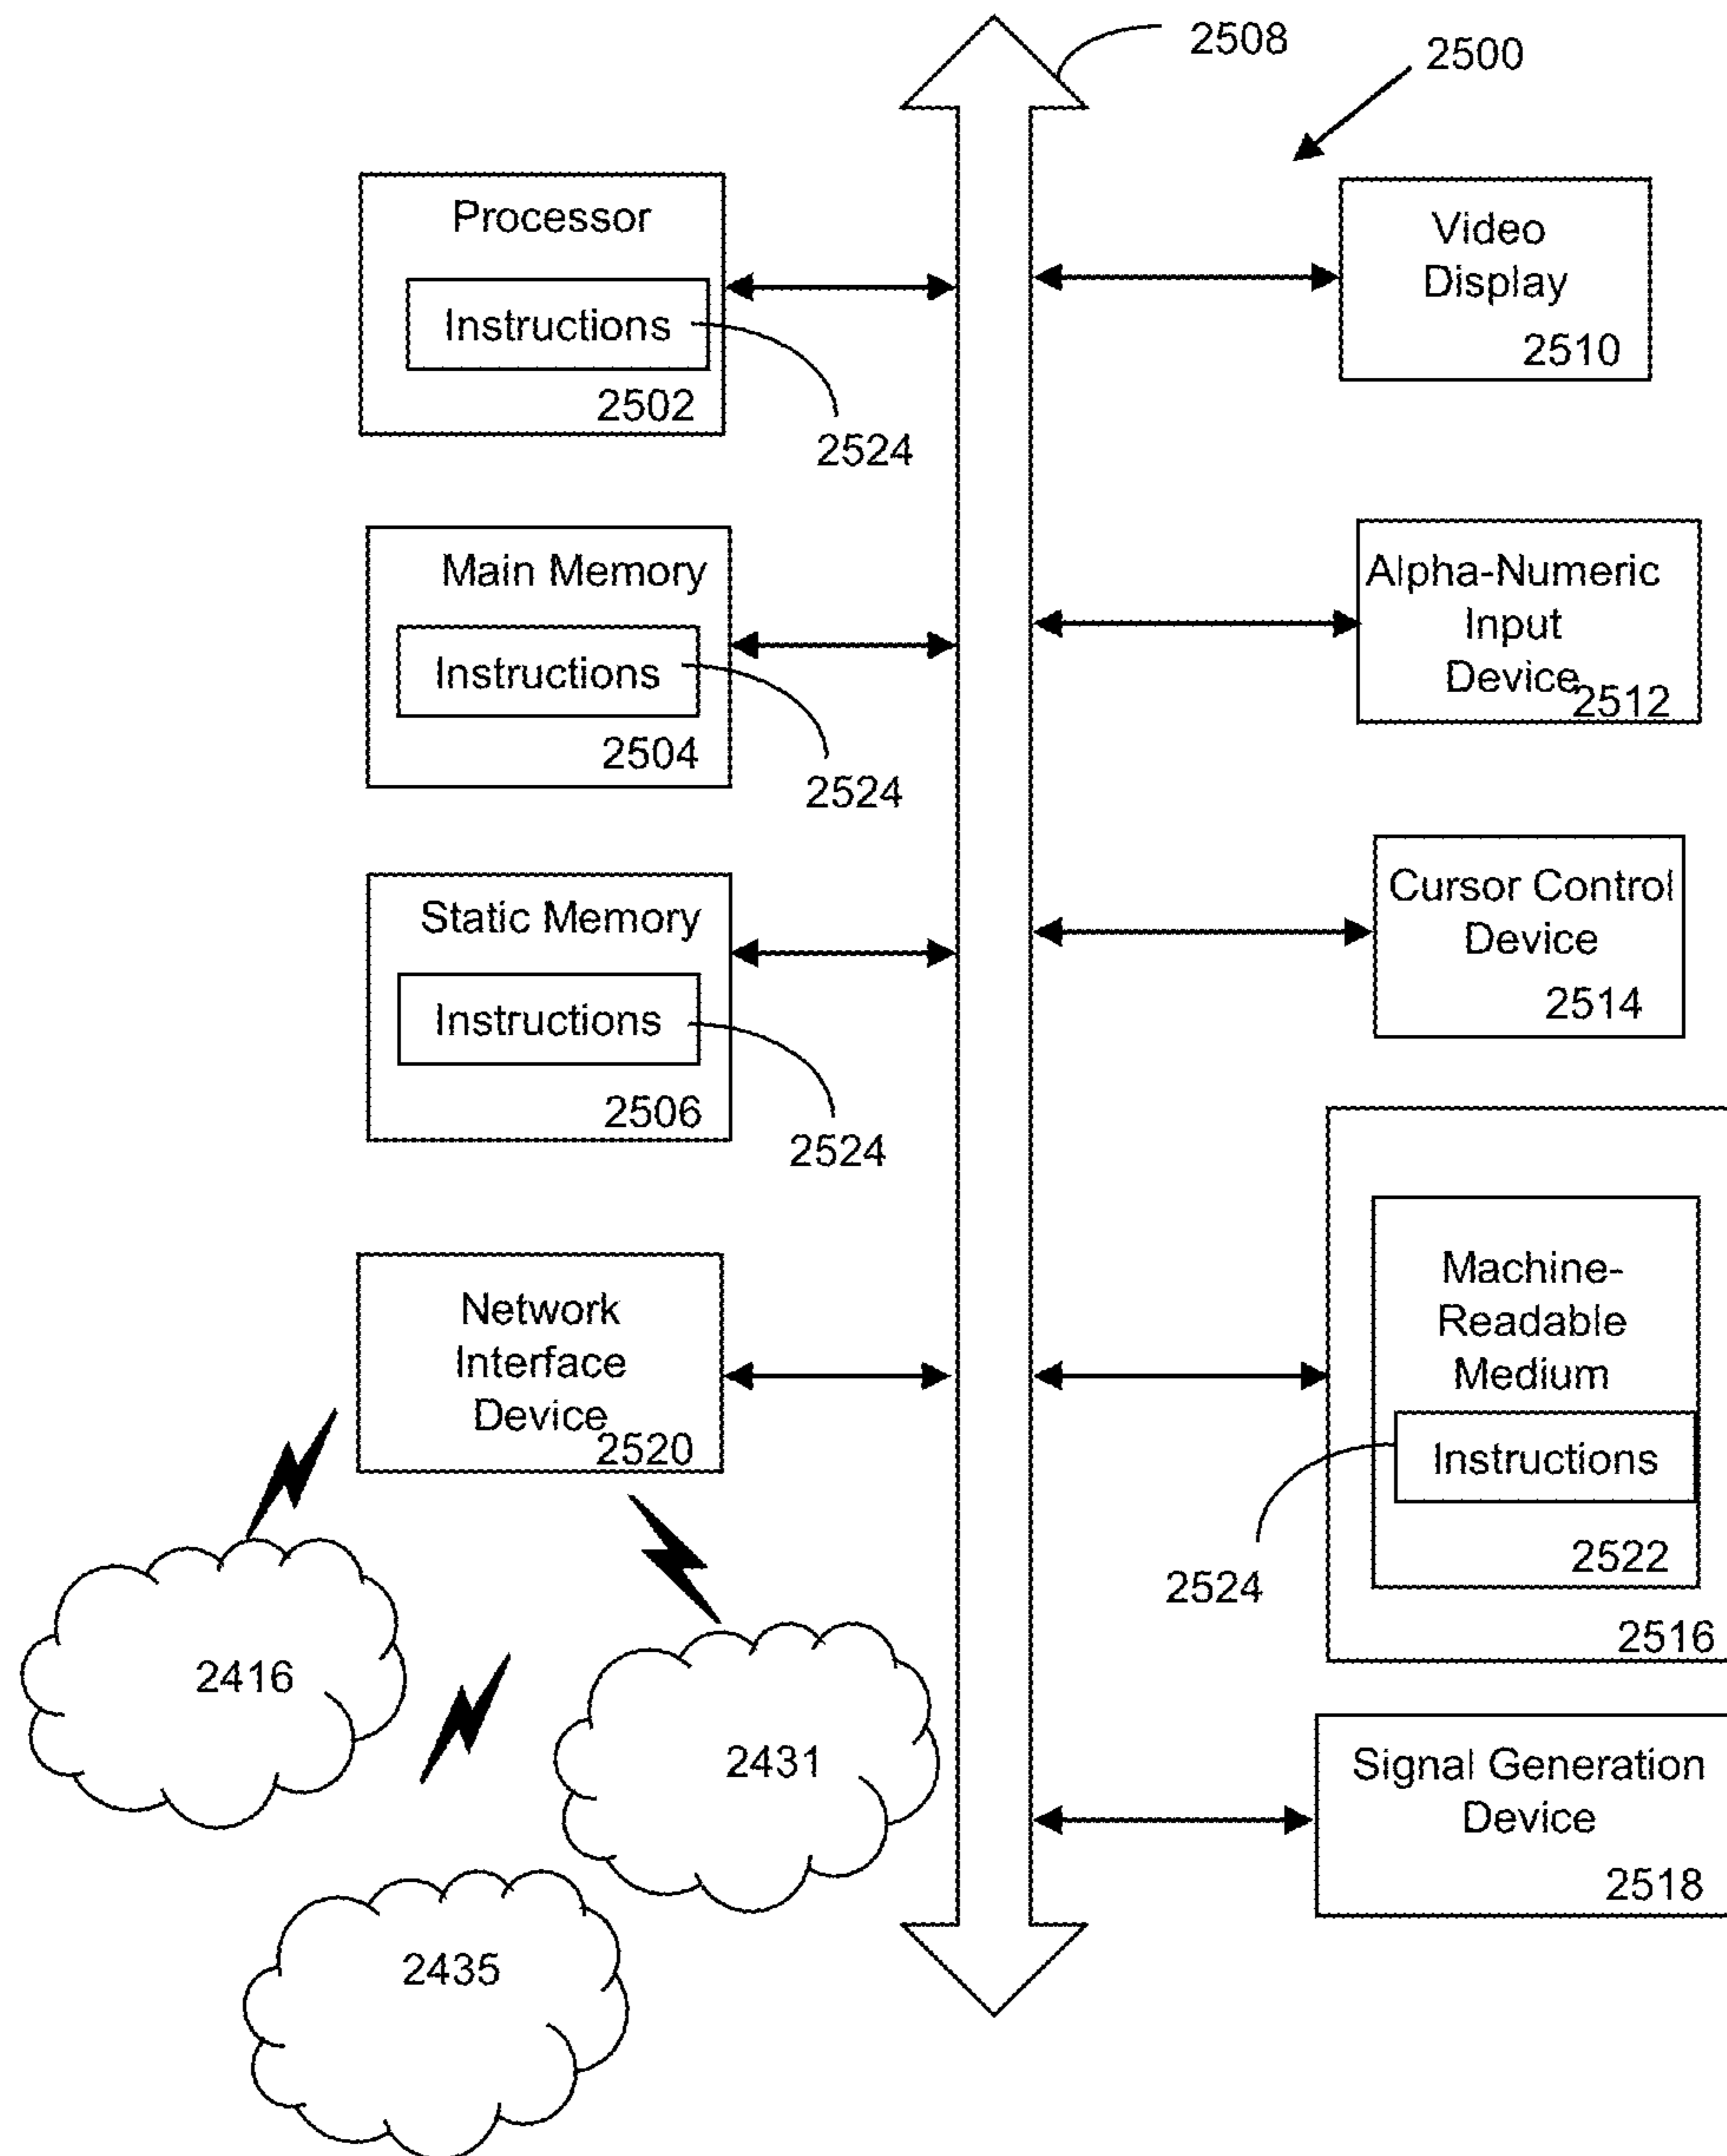 2508
2500
Processor
Instructions
2502
2524
Video
Display
2510
Main Memory
Instructions
2504
2524
Alpha-Numeric
Input
Device
2512
Static Memory
Instructions
2506
2524
Cursor Control
Device
2514
Network
Interface
Device
2520
Machine-
Readable
Medium
Instructions
2524
2522
2516
2416
2431
2435
Signal Generation
Device
2518